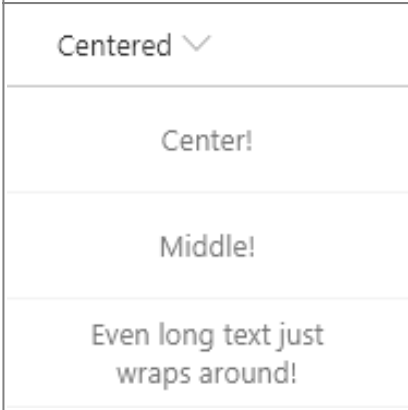 Centered
Center!
Middle!
Even long text just
wraps around!